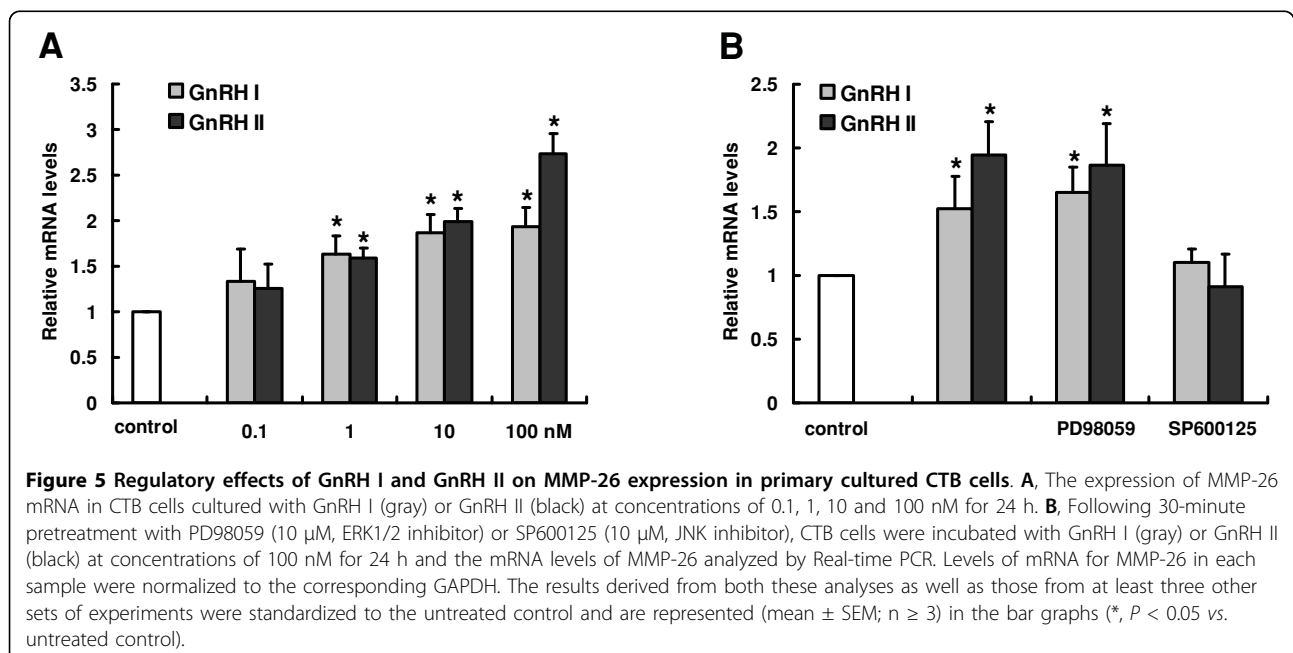 A
B
Relative mRNA levels
3.5
3
2.5
2
1.5
1
0.5
0
GnRH I
GnRH II
*
*
*
*
*
*
control
0.1
1
10
100 nM
Relative mRNA levels
2.5
2
1.5
1
0.5
0
GnRH I
GnRH II
*
*
*
*
control
PD98059
SP600125
Figure 5 Regulatory effects of GnRH I and GnRH II on MMP-26 expression in primary cultured CTB cells. A, The expression of MMP-26
mRNA in CTB cells cultured with GnRH I (gray) or GnRH II (black) at concentrations of 0.1, 1, 10 and 100 nM for 24 h. B, Following 30-minute
pretreatment with PD98059 (10 μM, ERK1/2 inhibitor) or SP600125 (10 μM, JNK inhibitor), CTB cells were incubated with GnRH I (gray) or GnRH II
(black) at concentrations of 100 nM for 24 h and the mRNA levels of MMP-26 analyzed by Real-time PCR. Levels of mRNA for MMP-26 in each
sample were normalized to the corresponding GAPDH. The results derived from both these analyses as well as those from at least three other
sets of experiments were standardized to the untreated control and are represented (mean ± SEM; n ≥ 3) in the bar graphs (*, P < 0.05 vs.
untreated control).